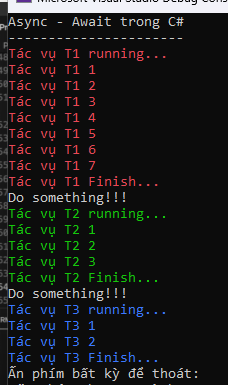 Microsoft Visual Studio Debug Cons
Async - Await trong C#
----------------------
Tác vụ T1 running...
Tác vụ T1 1
Tác vụ T1 2
Tác vụ T1 3
Tác vụ T1 4
Tác vụ T1 5
Tác vụ T1 6
Tác vụ T1 7
Tác vụ T1 Finish...
Do something!!!
Tác vụ T2 running...
Tác vụ T2 1
Tác vụ T2 2
Tác vụ T2 3
Tác vụ T2 Finish...
Do something!!!
Tác vụ T3 running...
Tác vụ T3 1
Tác vụ T3 2
Tác vụ T3 Finish...
Ấn phím bất kỳ để thoát: